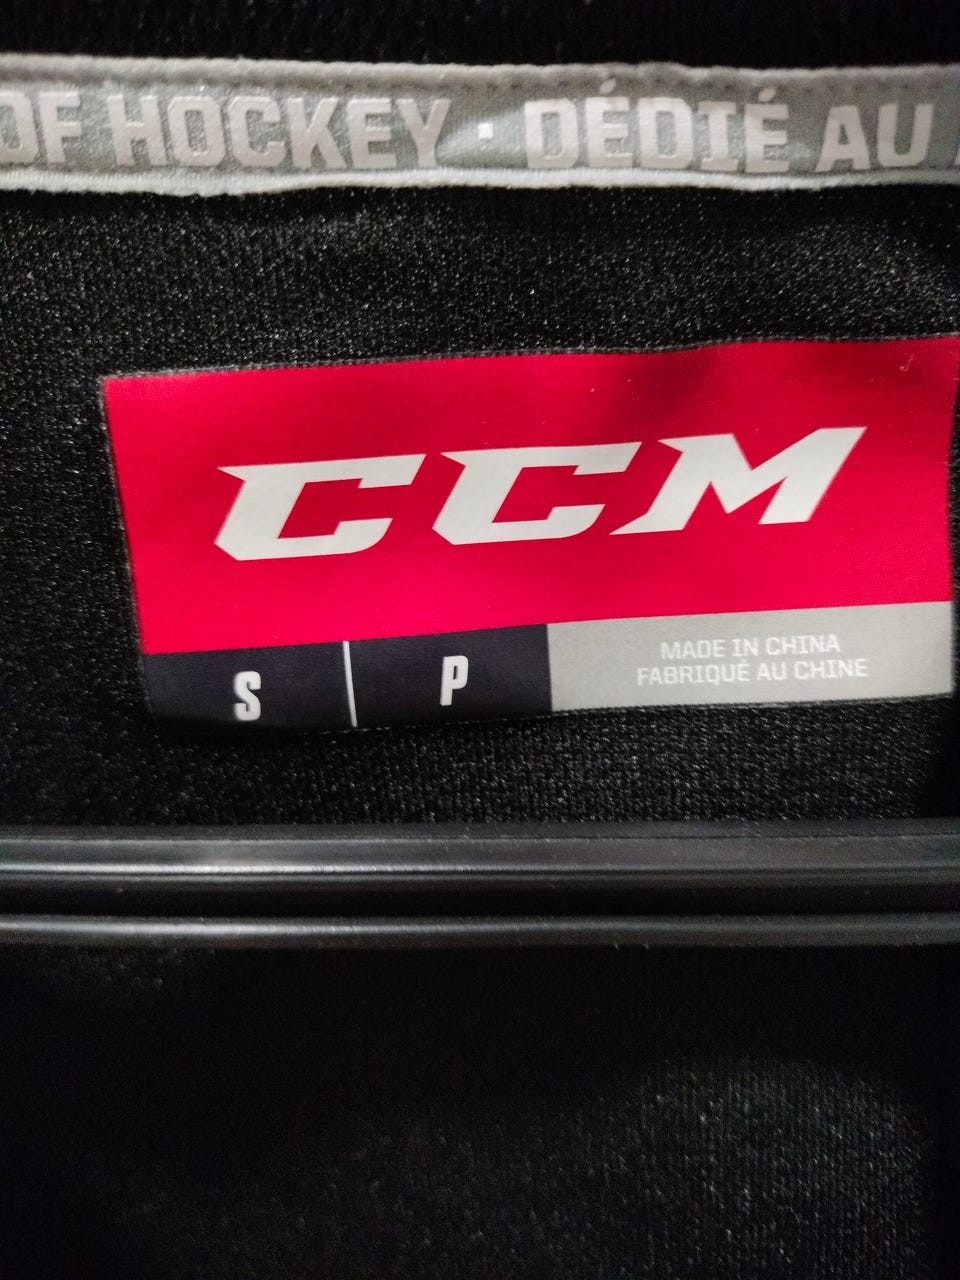 OF HOCKEY · DÉDIÉ AU
CCM
S | P
MADE IN CHINA
FABRIQUÉ AU CHINE